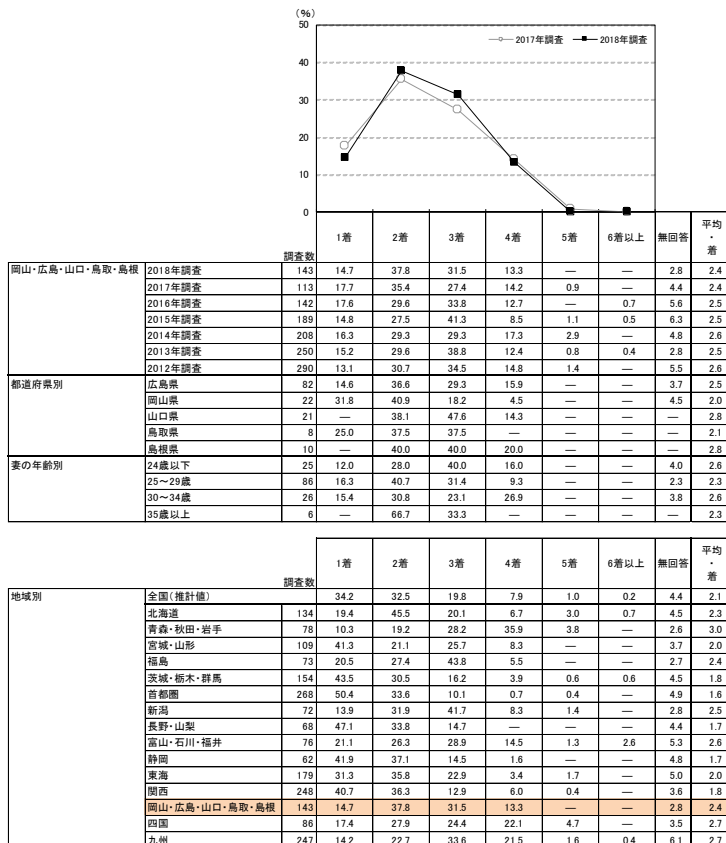 (%)
50
40
30
20
10
0
2017年調査 2018年調査
調査数 1着 2着 3着 4着 5着 6着以上 無回答 平均・着
岡山・広島・山口・鳥取・島根 2018年調査 143 14.7 37.8 31.5 13.3 — — 2.8 2.4
2017年調査 113 17.7 35.4 27.4 14.2 0.9 — 4.4 2.4
2016年調査 142 17.6 29.6 33.8 12.7 — 0.7 5.6 2.5
2015年調査 189 14.8 27.5 41.3 8.5 1.1 0.5 6.3 2.5
2014年調査 208 16.3 29.3 29.3 17.3 2.9 — 4.8 2.6
2013年調査 250 15.2 29.6 38.8 12.4 0.8 0.4 2.8 2.5
2012年調査 290 13.1 30.7 34.5 14.8 1.4 — 5.5 2.6
都道府県別 広島県 82 14.6 36.6 29.3 15.9 — — 3.7 2.5
岡山県 22 31.8 40.9 18.2 4.5 — — 4.5 2.0
山口県 21 — 38.1 47.6 14.3 — — — 2.8
鳥取県 8 25.0 37.5 37.5 — — — — 2.1
島根県 10 — 40.0 40.0 20.0 — — — 2.8
妻の年齢別 24歳以下 25 12.0 28.0 40.0 16.0 — — 4.0 2.6
25～29歳 86 16.3 40.7 31.4 9.3 — — 2.3 2.3
30～34歳 26 15.4 30.8 23.1 26.9 — — 3.8 2.6
35歳以上 6 — 66.7 33.3 — — — — 2.3
調査数 1着 2着 3着 4着 5着 6着以上 無回答 平均・着
地域別 全国(推計値) 34.2 32.5 19.8 7.9 1.0 0.2 4.4 2.1
北海道 134 19.4 45.5 20.1 6.7 3.0 0.7 4.5 2.3
青森・秋田・岩手 78 10.3 19.2 28.2 35.9 3.8 — 2.6 3.0
宮城・山形 109 41.3 21.1 25.7 8.3 — — 3.7 2.0
福島 73 20.5 27.4 43.8 5.5 — — 2.7 2.4
茨城・栃木・群馬 154 43.5 30.5 16.2 3.9 0.6 0.6 4.5 1.8
首都圏 268 50.4 33.6 10.1 0.7 0.4 — 4.9 1.6
新潟 72 13.9 31.9 41.7 8.3 1.4 — 2.8 2.5
長野・山梨 68 47.1 33.8 14.7 — — — 4.4 1.7
富山・石川・福井 76 21.1 26.3 28.9 14.5 1.3 2.6 5.3 2.6
静岡 62 41.9 37.1 14.5 1.6 — — 4.8 1.7
東海 179 31.3 35.8 22.9 3.4 1.7 — 5.0 2.0
関西 248 40.7 36.3 12.9 6.0 0.4 — 3.6 1.8
岡山・広島・山口・鳥取・島根 143 14.7 37.8 31.5 13.3 — — 2.8 2.4
四国 86 17.4 27.9 24.4 22.1 4.7 — 3.5 2.7
九州 247 14.2 22.7 33.6 21.5 1.6 0.4 6.1 2.7